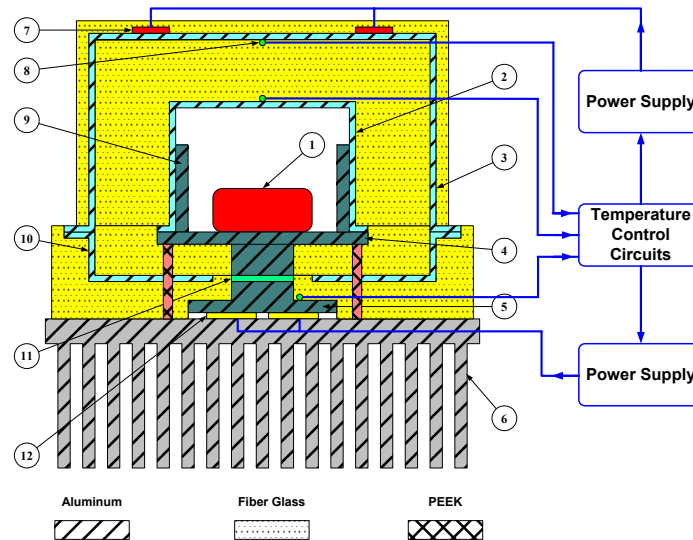 7
8
9
1
2
3
Power Supply
Temperature
Control
Circuits
10
4
5
11
Power Supply
12
6
Aluminum
Fiber Glass
PEEK